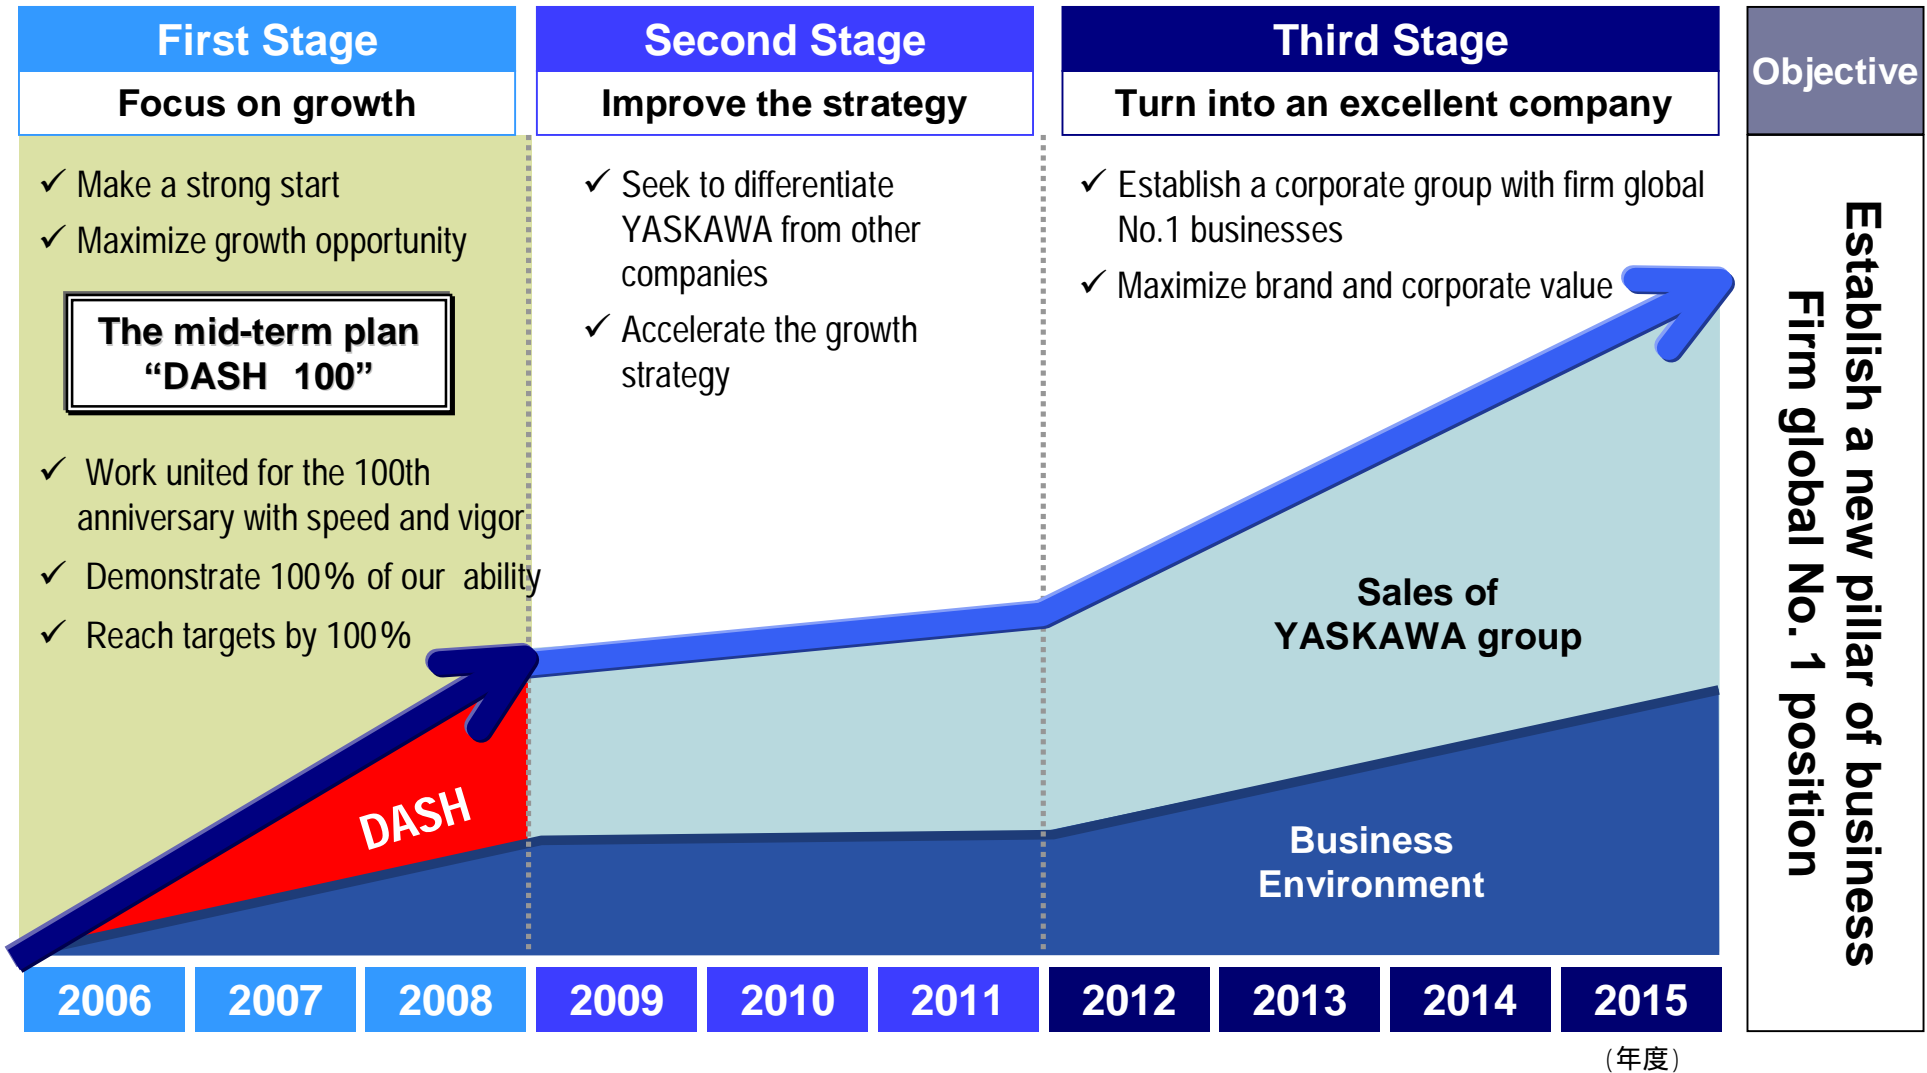 First Stage
Focus on growth
✓ Make a strong start
✓ Maximize growth opportunity
The mid-term plan
“DASH 100”
✓ Work united for the 100th
anniversary with speed and vigor
✓ Demonstrate 100% of our ability
✓ Reach targets by 100%
DASH
Second Stage
Improve the strategy
✓ Seek to differentiate
YASKAWA from other
companies
✓ Accelerate the growth
strategy
Third Stage
Turn into an excellent company
✓ Establish a corporate group with firm global
No.1 businesses
✓ Maximize brand and corporate value
Sales of
YASKAWA group
Business
Environment
Objective
Establish a new pillar of business
Firm global No. 1 position
2006 2007 2008 2009 2010 2011 2012 2013 2014 2015
(年度)